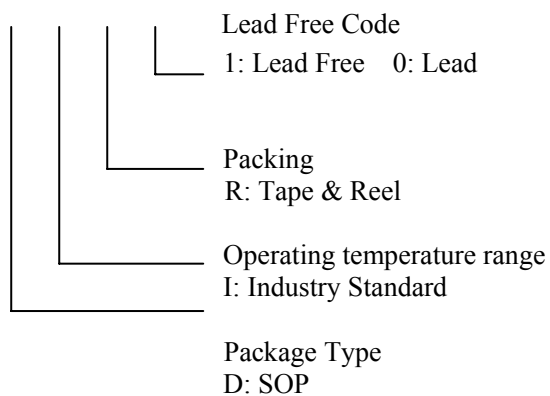 Lead Free Code
1: Lead Free 0: Lead
Packing
R: Tape & Reel
Operating temperature range
I: Industry Standard
Package Type
D: SOP